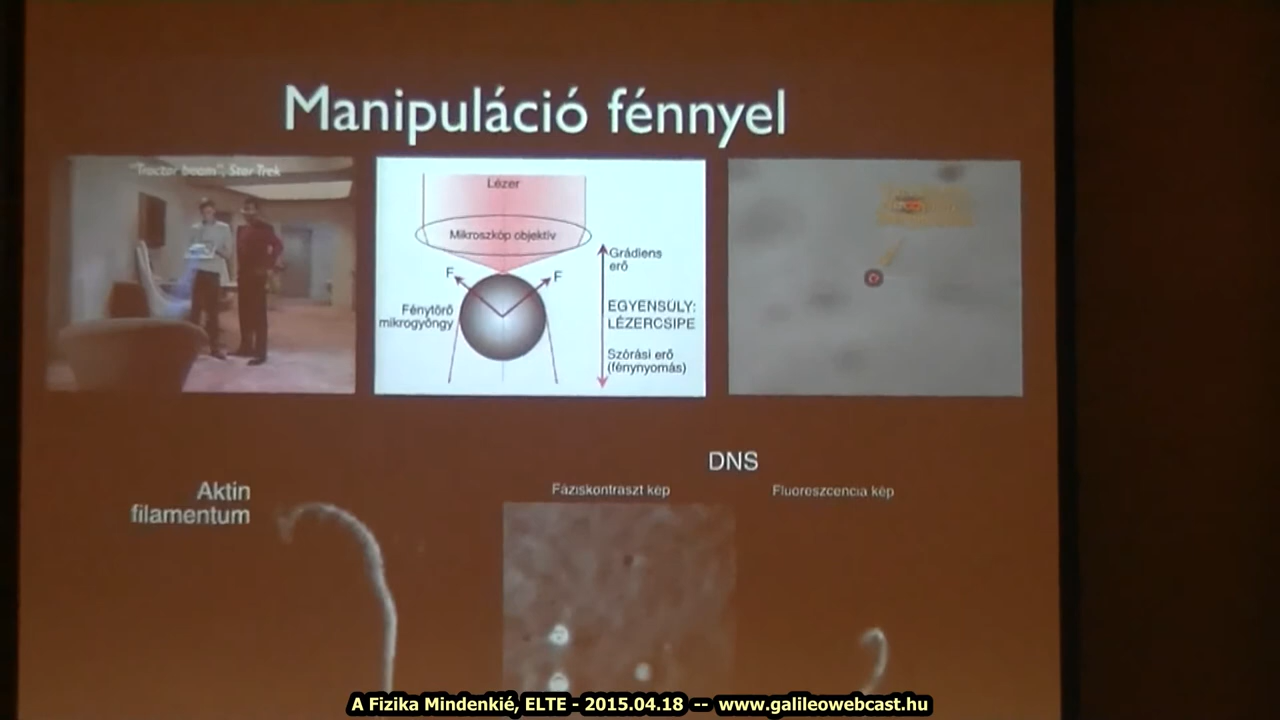 Manipuláció fénnyel
"Tractor beam", Star Trek
Lézer
Mikroszkóp objektív
F
F
Fénytörő
mikrogyöngy
Grádiens
erő
EGYENSÚLY:
LÉZERCSIPE
Szórási erő
(fénynyomás)
DNS
Aktin
filamentum
Fáziskontraszt kép
Fluoreszcencia kép
A Fizika Mindenkié, ELTE - 2015.04.18 -- www.galileowebcast.hu